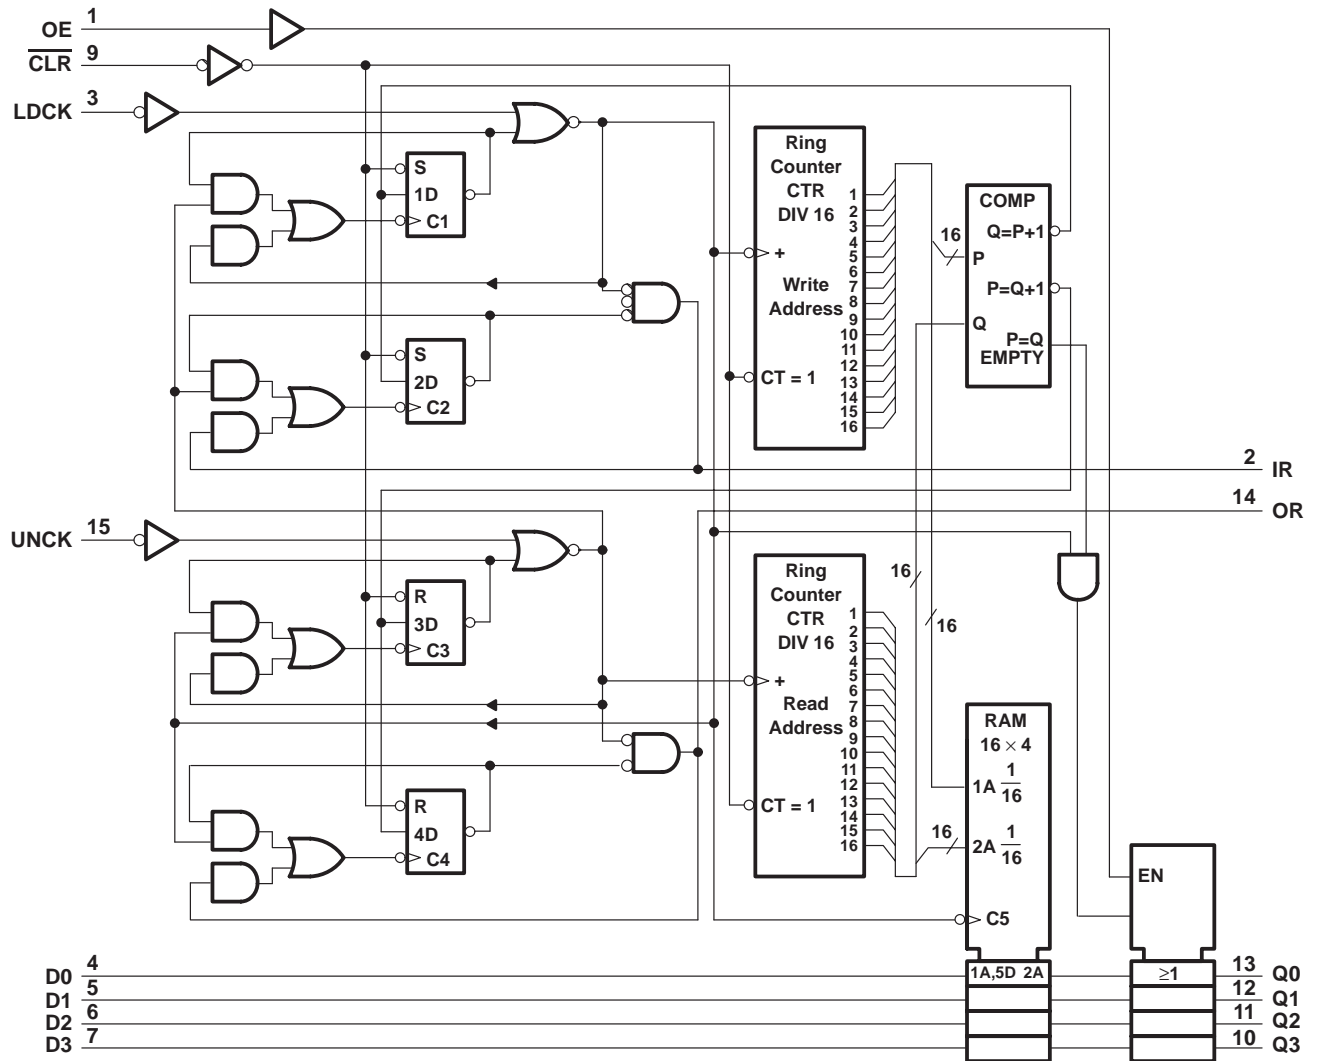 OE 1
CLR 9
LDCK 3
S
1D
C1
S
2D
C2
Ring
Counter
CTR
DIV 16
+
Write
Address
CT = 1
1
2
3
4
5
6
7
8
9
10
11
12
13
14
15
16
16
COMP
Q=P+1
P
P=Q+1
Q
P=Q
EMPTY
2 IR
14 OR
UNCK 15
R
3D
C3
R
4D
C4
Ring
Counter
CTR
DIV 16
+
Read
Address
CT = 1
1
2
3
4
5
6
7
8
9
10
11
12
13
14
15
16
16
16
16
RAM
16 × 4
1A 1/16
2A 1/16
C5
EN
D0 4
1A,5D 2A
≥1
13 Q0
D1 5
12 Q1
D2 6
11 Q2
D3 7
10 Q3